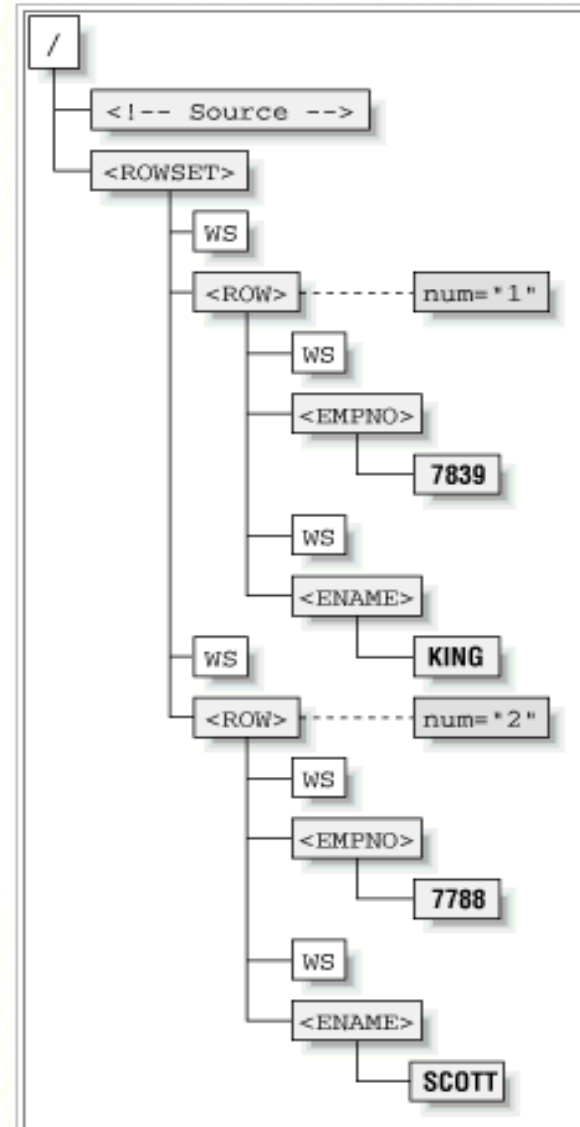 /
<!-- Source -->
<ROWSET>
WS
<ROW> num="1"
WS
<EMPNO>
7839
WS
<ENAME>
KING
WS
<ROW> num="2"
WS
<EMPNO>
7788
WS
<ENAME>
SCOTT